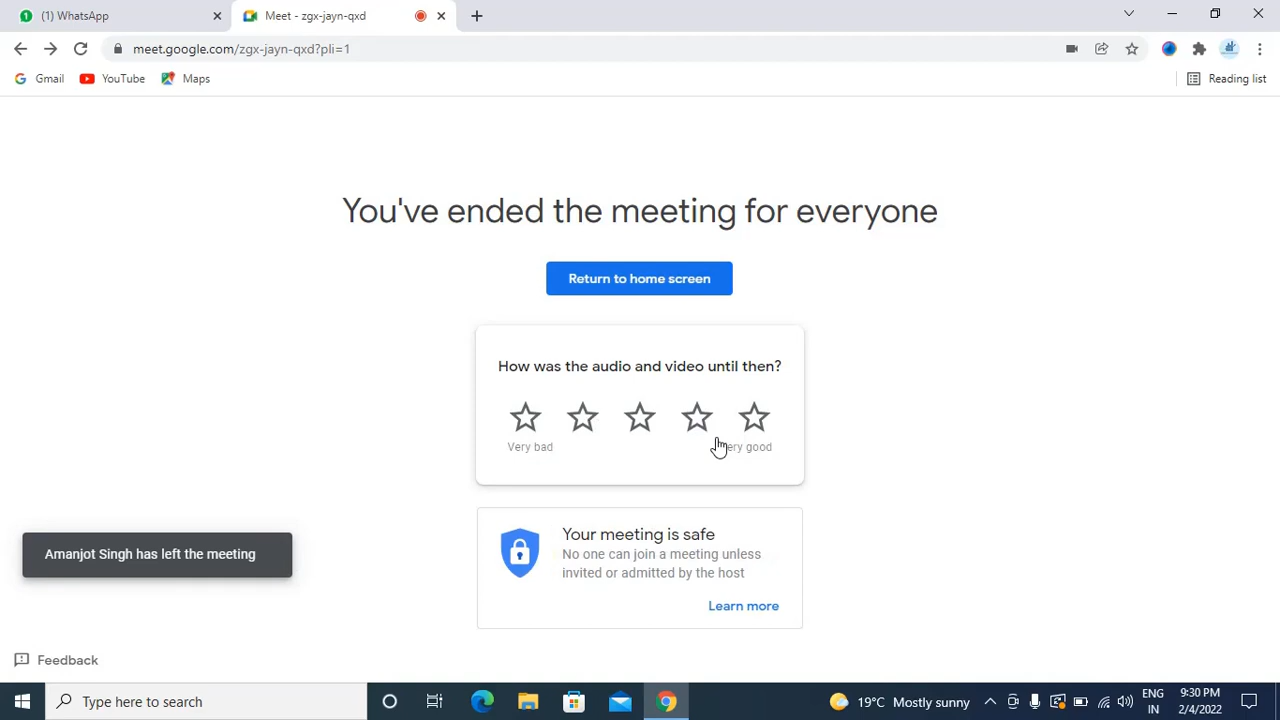 (1) WhatsApp
Meet - zgx-jayn-qxd
meet.google.com/zgx-jayn-qxd?pli=1
Gmail YouTube Maps Reading list
You've ended the meeting for everyone
Return to home screen
How was the audio and video until then?
Very bad ery good
Your meeting is safe
No one can join a meeting unless
invited or admitted by the host
Learn more
Amanjot Singh has left the meeting
Feedback
Type here to search
19°C Mostly sunny
ENG
IN
9:30 PM
2/4/2022